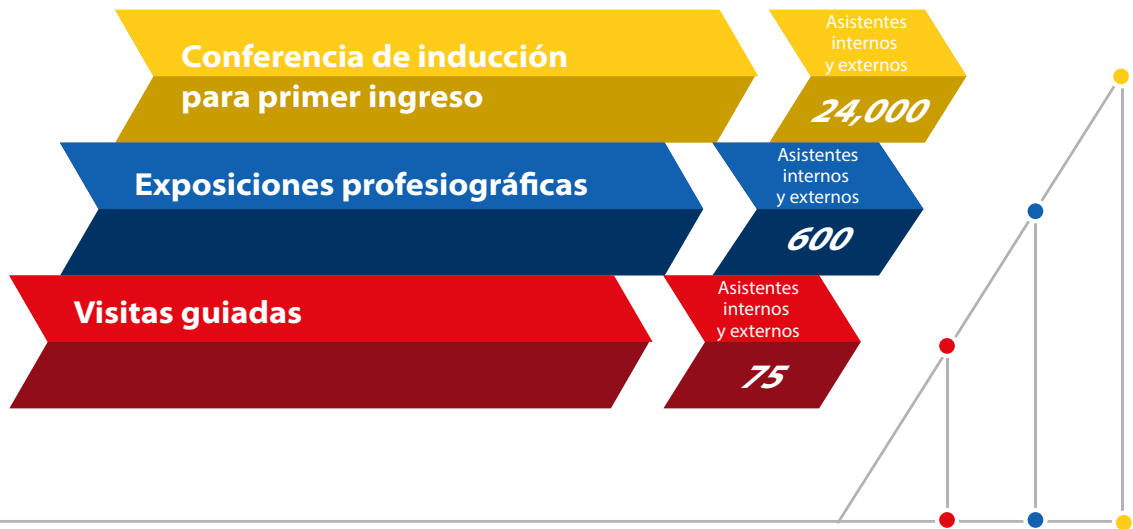 Conferencia de inducción
para primer ingreso
Asistentes
internos
y externos
24,000
Exposiciones profesiográficas
Asistentes
internos
y externos
600
Visitas guiadas
Asistentes
internos
y externos
75